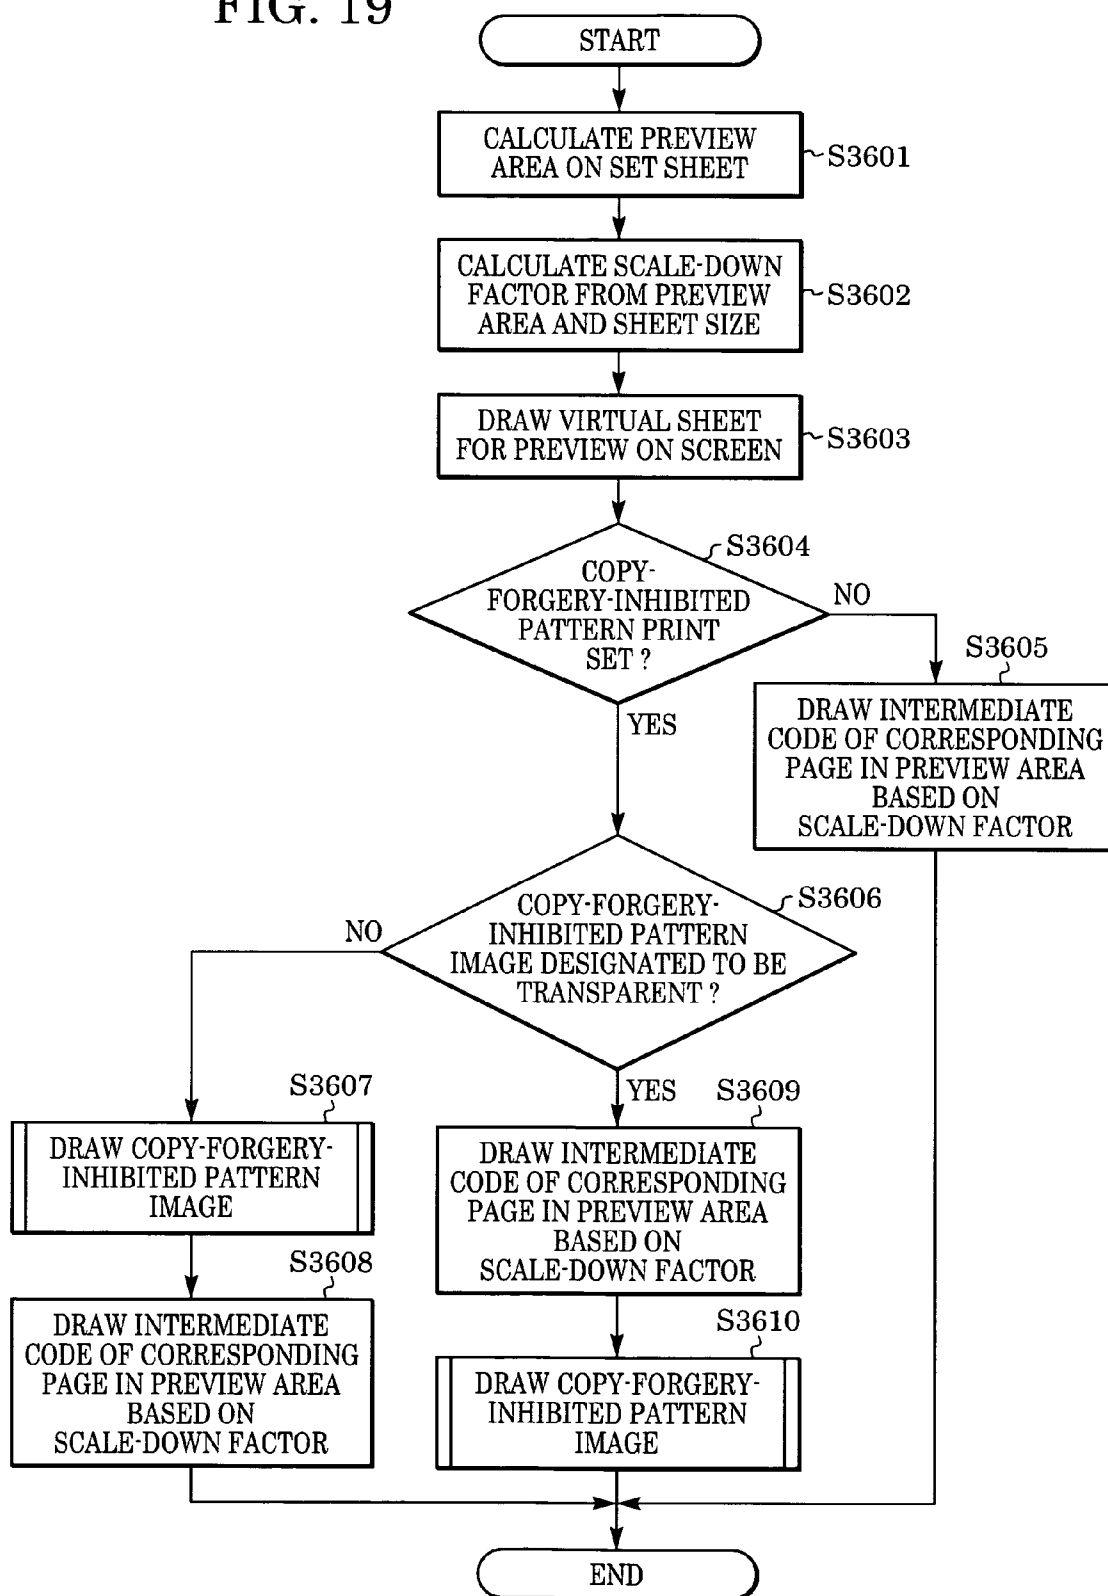 FIG. 19
START
CALCULATE PREVIEW
AREA ON SET SHEET
S3601
CALCULATE SCALE-DOWN
FACTOR FROM PREVIEW
AREA AND SHEET SIZE
S3602
DRAW VIRTUAL SHEET
FOR PREVIEW ON SCREEN
S3603
S3604
COPY-
FORGERY-INHIBITED
PATTERN PRINT
SET ?
NO
YES
S3605
DRAW INTERMEDIATE
CODE OF CORRESPONDING
PAGE IN PREVIEW AREA
BASED ON
SCALE-DOWN FACTOR
S3606
COPY-FORGERY-
INHIBITED PATTERN
IMAGE DESIGNATED TO BE
TRANSPARENT ?
NO
YES
S3607
DRAW COPY-FORGERY-
INHIBITED PATTERN
IMAGE
S3608
DRAW INTERMEDIATE
CODE OF CORRESPONDING
PAGE IN PREVIEW AREA
BASED ON
SCALE-DOWN FACTOR
S3609
DRAW INTERMEDIATE
CODE OF CORRESPONDING
PAGE IN PREVIEW AREA
BASED ON
SCALE-DOWN FACTOR
S3610
DRAW COPY-FORGERY-
INHIBITED PATTERN
IMAGE
END